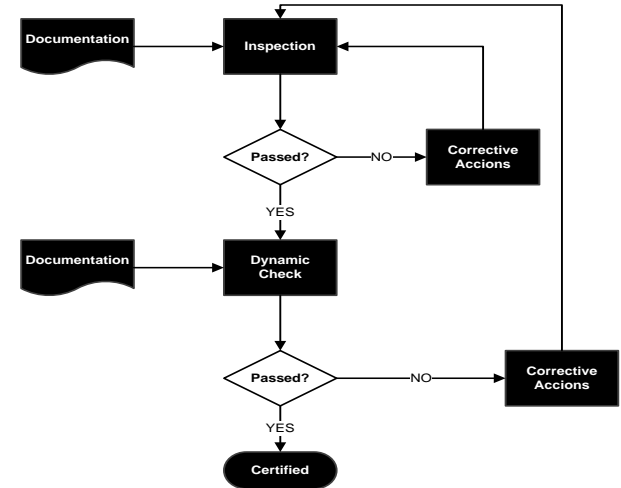 Documentation
Inspection
Passed?
NO
Corrective
Accions
YES
Documentation
Dynamic
Check
Passed?
NO
Corrective
Accions
YES
Certified